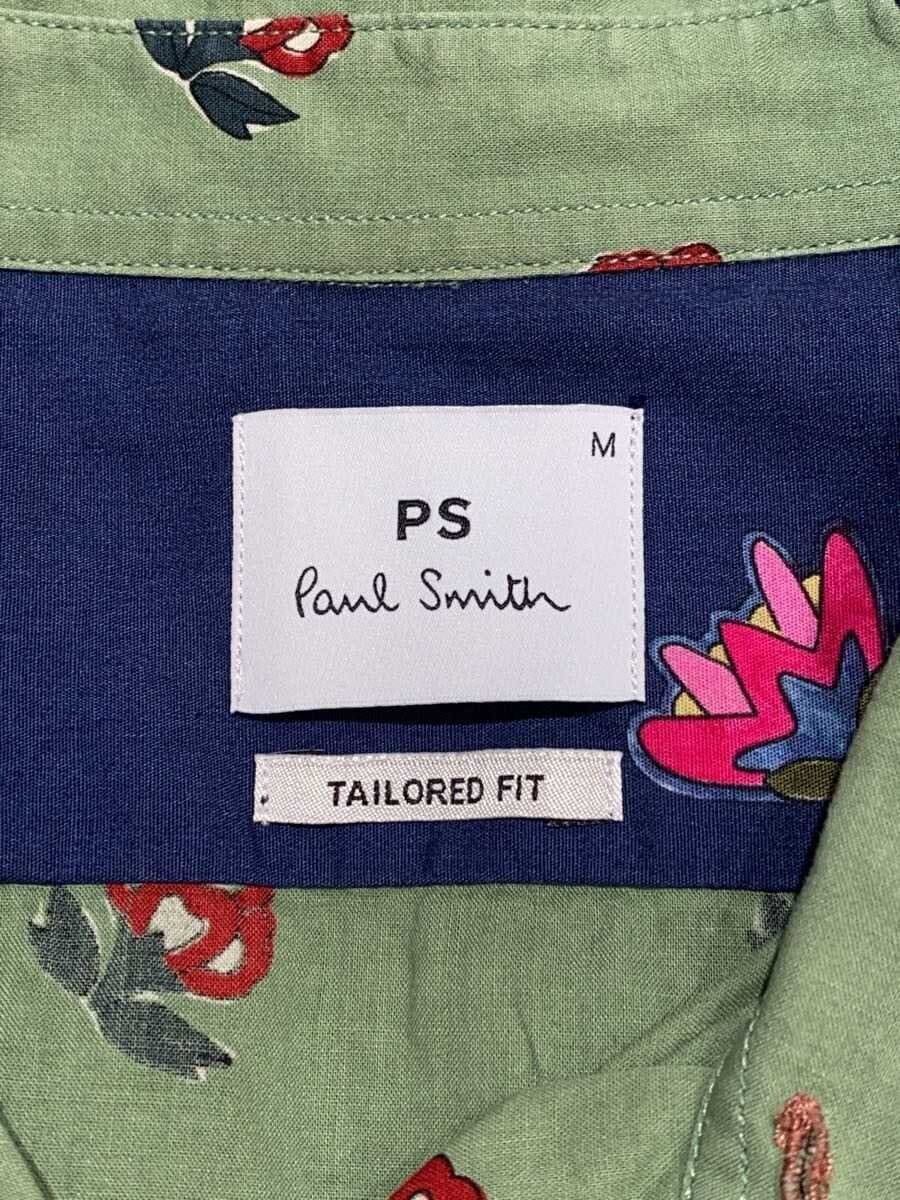 M
PS
Paul Smith
TAILORED FIT